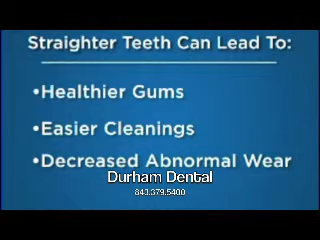 Straighter Teeth Can Lead To:
•Healthier Gums
•Easier Cleanings
•Decreased Abnormal Wear
Durham Dental
843.379.5400